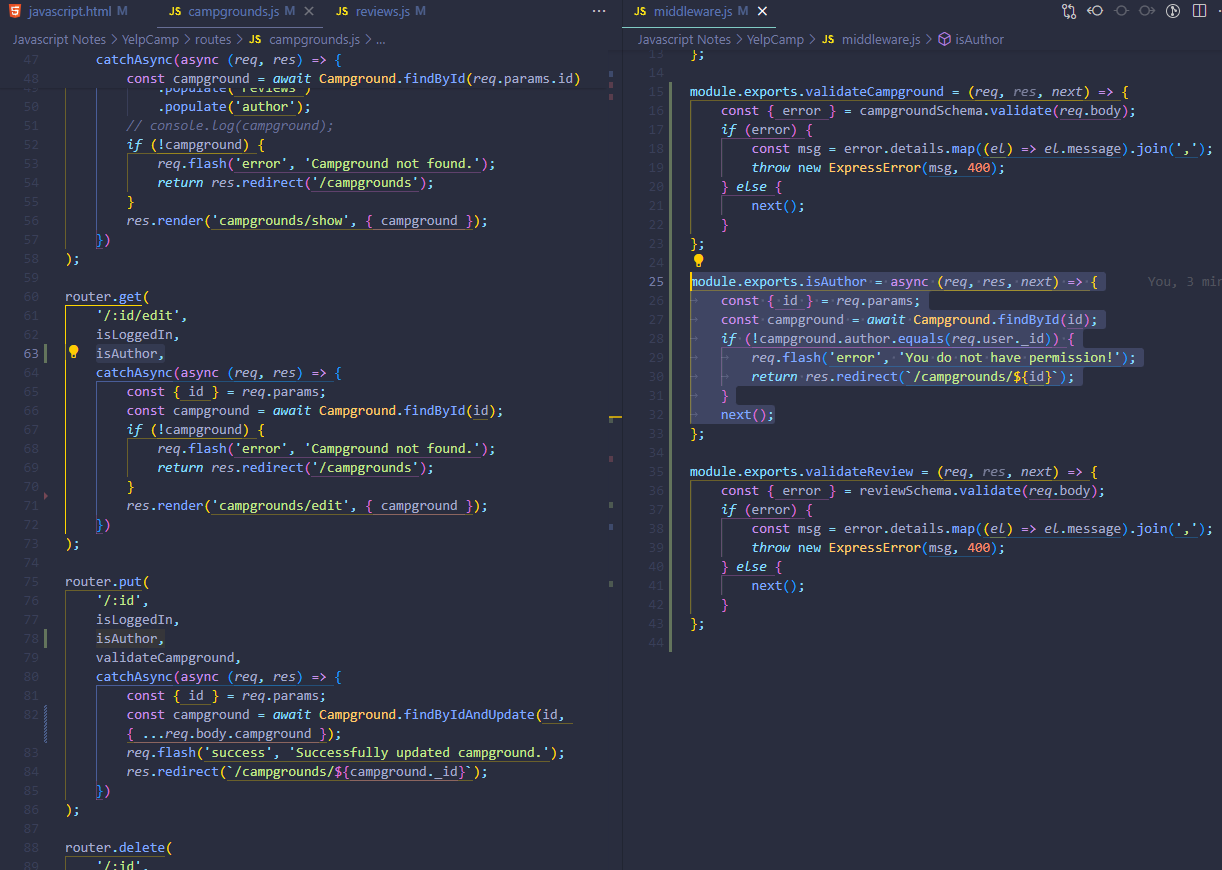 javascript.html M
JS campgrounds.js M
JS reviews.js M
...
Javascript Notes > YelpCamp > routes > JS campgrounds.js > ...
47 catchAsync(async (req, res) => {
48 const campground = await Campground.findById(req.params.id)
.populate('reviews')
50 .populate('author');
51 // console.log(campground);
52 if (!campground) {
53 req.flash('error', 'Campground not found.');
54 return res.redirect('/campgrounds');
55 }
56 res.render('campgrounds/show', { campground });
57 })
58 );
59
60 router.get(
61 '/:id/edit',
62 isLoggedIn,
63 isAuthor,
64 catchAsync(async (req, res) => {
65 const { id } = req.params;
66 const campground = await Campground.findById(id);
67 if (!campground) {
68 req.flash('error', 'Campground not found.');
69 return res.redirect('/campgrounds');
70 }
71 res.render('campgrounds/edit', { campground });
72 })
73 );
74
75 router.put(
76 '/:id',
77 isLoggedIn,
78 isAuthor,
79 validateCampground,
80 catchAsync(async (req, res) => {
81 const { id } = req.params;
82 const campground = await Campground.findByIdAndUpdate(id,
{ ...req.body.campground });
83 req.flash('success', 'Successfully updated campground.');
84 res.redirect(`/campgrounds/${campground._id}`);
85 })
86 );
87
88 router.delete(
89 '/:id',
JS middleware.js M
Javascript Notes > YelpCamp > JS middleware.js > isAuthor
13 };
14
15 module.exports.validateCampground = (req, res, next) => {
16 const { error } = campgroundSchema.validate(req.body);
17 if (error) {
18 const msg = error.details.map((el) => el.message).join(',');
19 throw new ExpressError(msg, 400);
20 } else {
21 next();
22 }
23 };
24
25 module.exports.isAuthor = async (req, res, next) => { You, 3 min
26 const { id } = req.params;
27 const campground = await Campground.findById(id);
28 if (!campground.author.equals(req.user._id)) {
29 req.flash('error', 'You do not have permission!');
30 return res.redirect(`/campgrounds/${id}`);
31 }
32 next();
33 };
34
35 module.exports.validateReview = (req, res, next) => {
36 const { error } = reviewSchema.validate(req.body);
37 if (error) {
38 const msg = error.details.map((el) => el.message).join(',');
39 throw new ExpressError(msg, 400);
40 } else {
41 next();
42 }
43 };
44